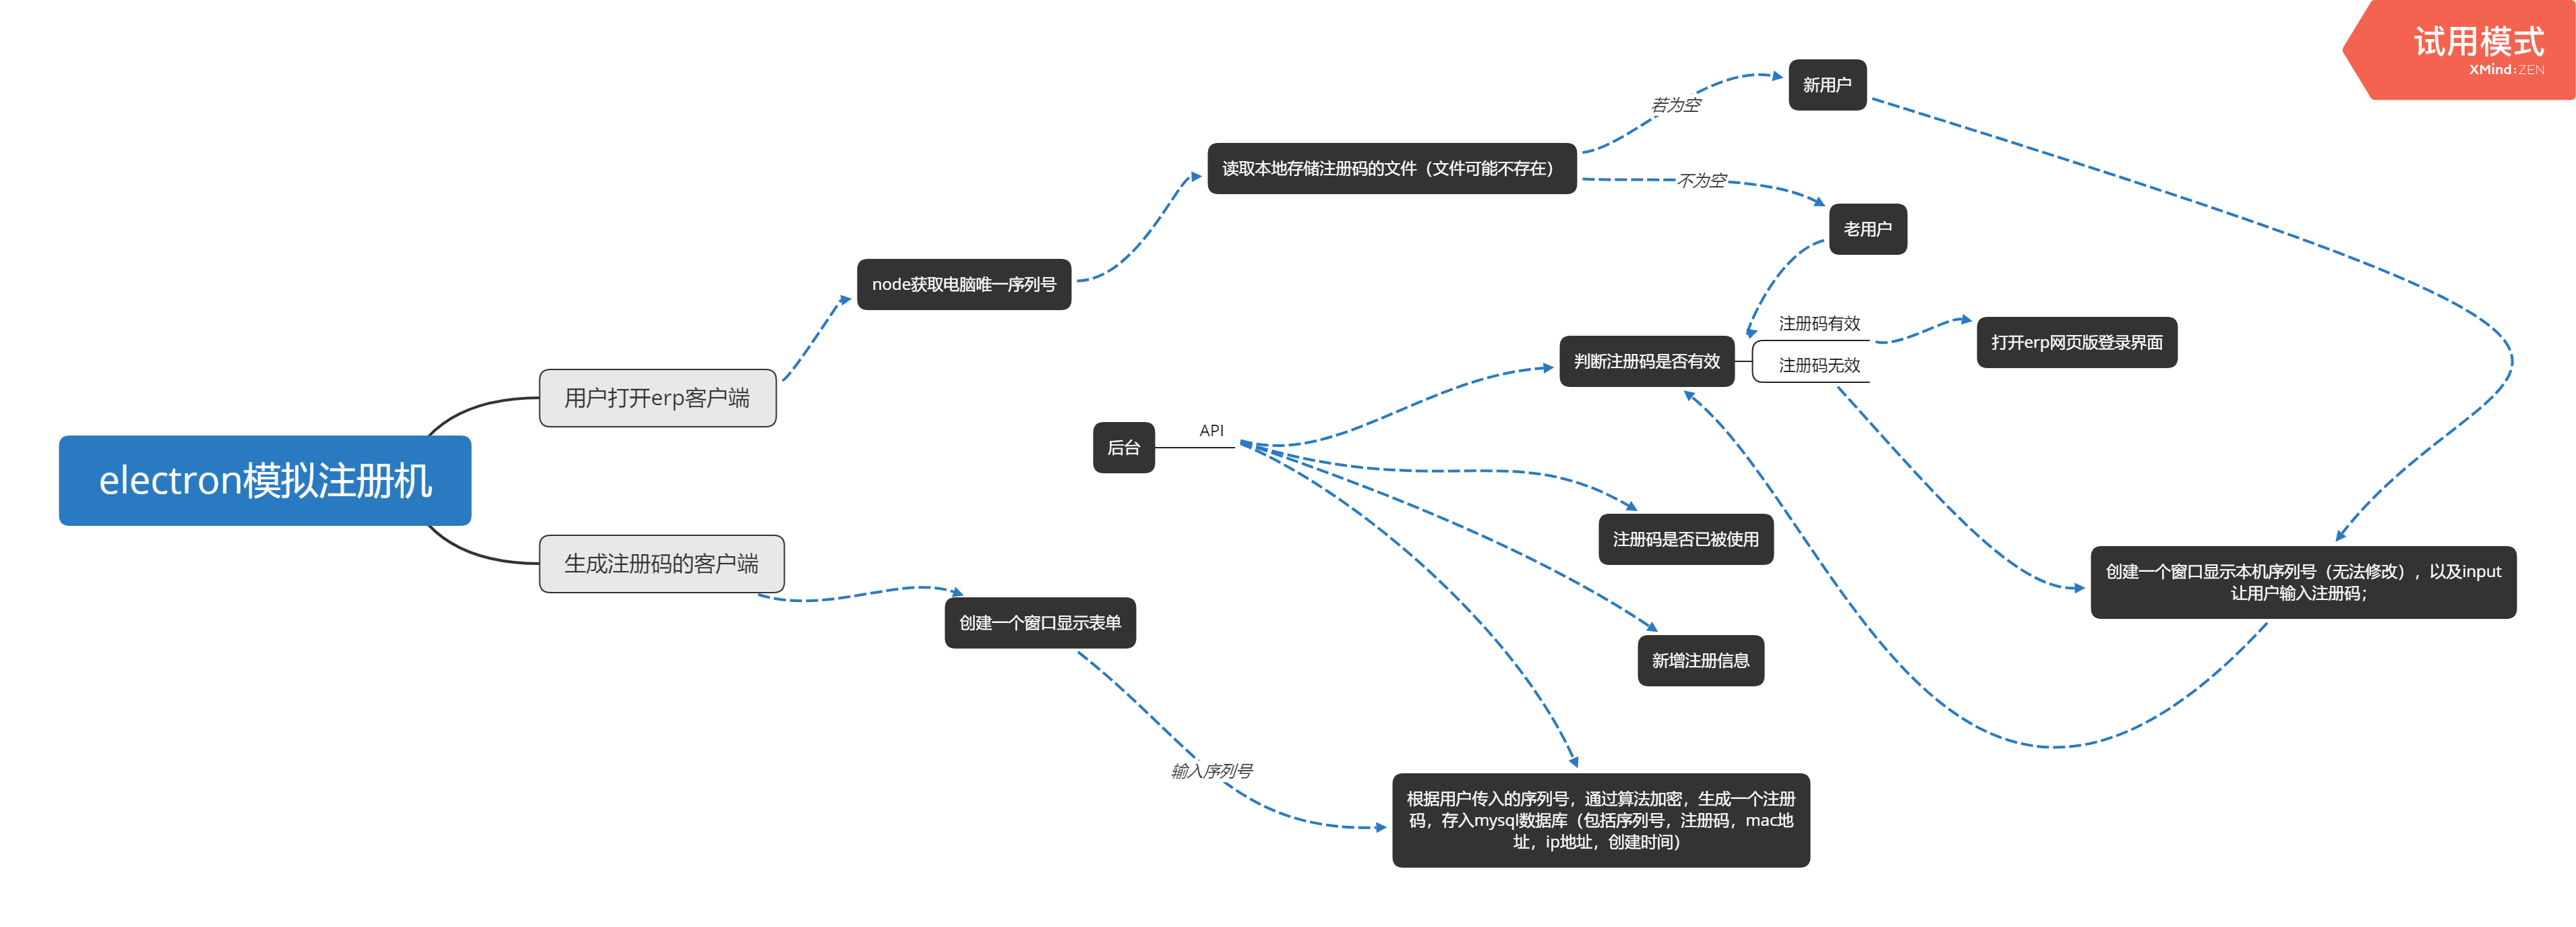 试用模式
XMind:ZEN
新用户
若为空
读取本地存储注册码的文件（文件可能不存在）
不为空
老用户
node获取电脑唯一序列号
注册码有效
打开erp网页版登录界面
判断注册码是否有效
注册码无效
用户打开erp客户端
API
后台
electron模拟注册机
注册码是否已被使用
生成注册码的客户端
创建一个窗口显示本机序列号（无法修改），以及input
让用户输入注册码；
创建一个窗口显示表单
新增注册信息
输入序列号
根据用户传入的序列号，通过算法加密，生成一个注册
码，存入mysql数据库（包括序列号，注册码，mac地
址，ip地址，创建时间）